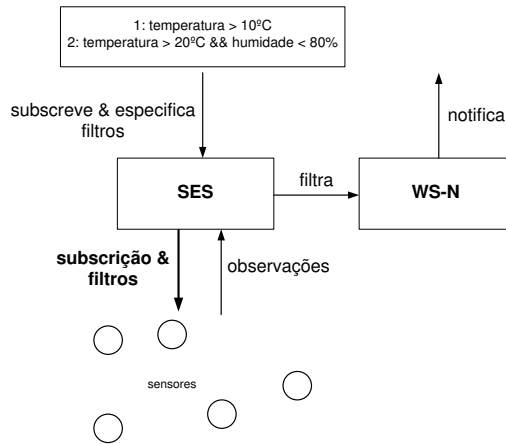 1: temperatura > 10ºC
2: temperatura > 20ºC && humidade < 80%
subscreve & especifica
filtros
notifica
SES
filtra
WS-N
subscrição &
filtros
observações
sensores